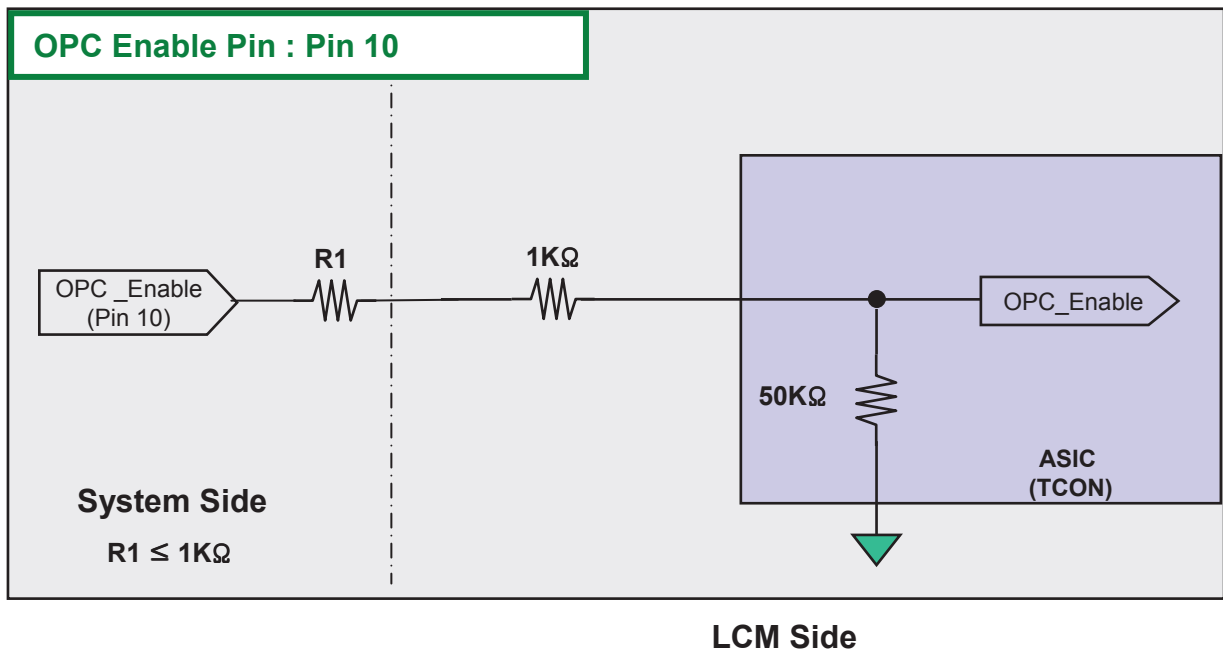 OPC Enable Pin : Pin 10
R1
1KΩ
OPC _Enable
(Pin 10)
OPC_Enable
50KΩ
ASIC
(TCON)
System Side
R1 ≤ 1KΩ
LCM Side